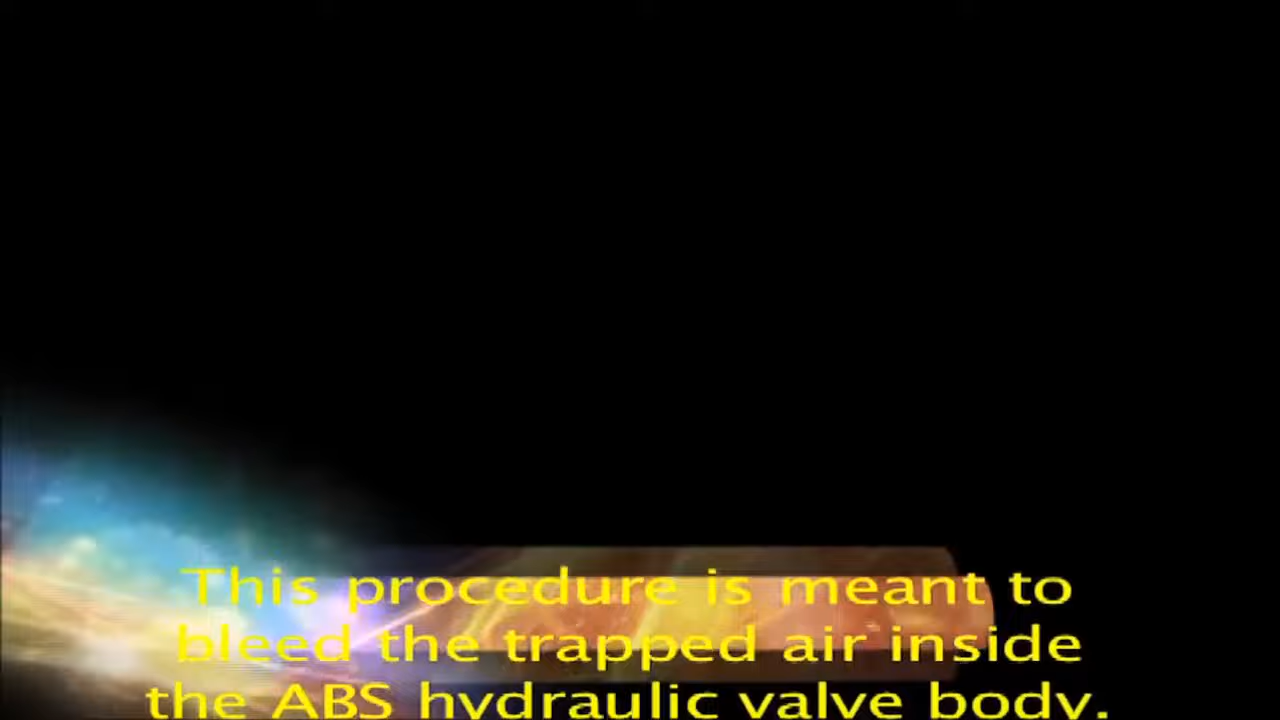 This procedure is meant to
bleed the trapped air inside
the ABS hydraulic valve body.